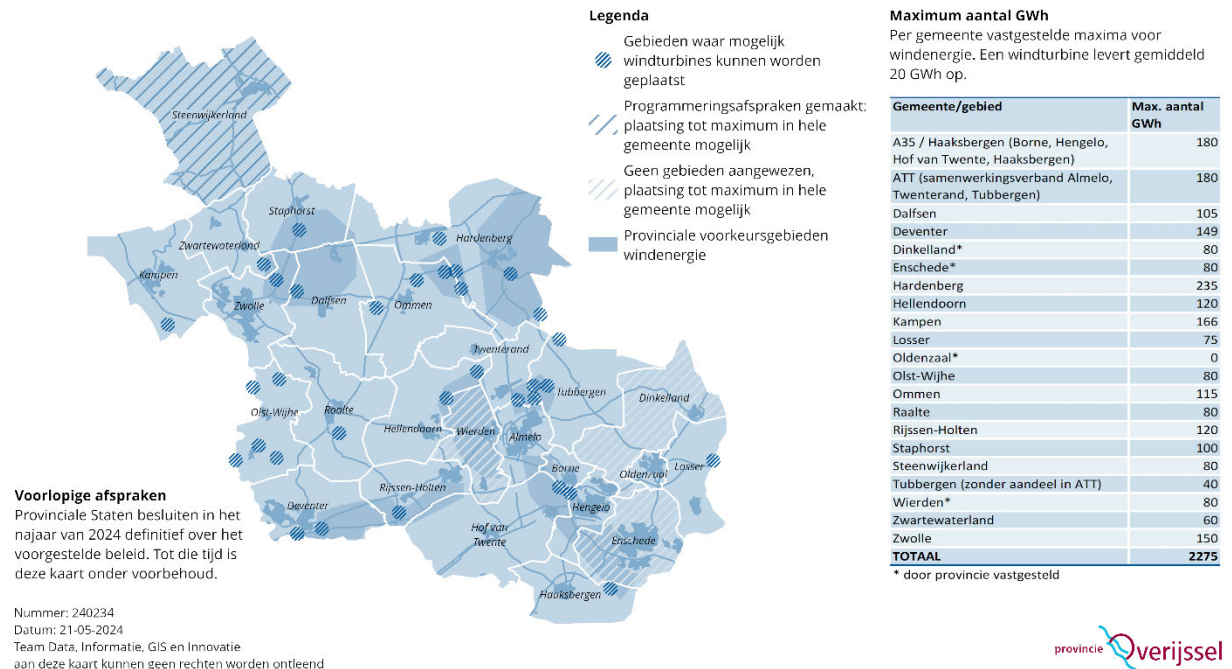 Legenda
Gebieden waar mogelijk
windturbines kunnen worden
geplaatst
Programmeringsafspraken gemaakt:
plaatsing tot maximum in hele
gemeente mogelijk
Geen gebieden aangewezen,
plaatsing tot maximum in hele
gemeente mogelijk
Provinciale voorkeursgebieden
windenergie
Steenwijkerland
Staphorst
Zwartewoterland
Hardenberg
Kampen
Zwolle
Dalfsen
Ommen
Twenterand
Tubbergen
Dinkelland
Olst-Wijhe
Raalte
Hellendoorn
Wierden
Almelo
Losser
Borne
Oldenzaal
Rijssen-Holten
Deventer
Hengelo
Hof van
Twente
Enschede
Haaksbergen
Maximum aantal GWh
Per gemeente vastgestelde maxima voor
windenergie. Een windturbine levert gemiddeld
20 GWh op.
Gemeente/gebied Max. aantal
GWh
A35 / Haaksbergen (Borne, Hengelo, 180
Hof van Twente, Haaksbergen)
ATT (samenwerkingsverband Almelo, 180
Twenterand, Tubbergen)
Dalfsen 105
Deventer 149
Dinkelland* 80
Enschede* 80
Hardenberg 235
Hellendoorn 120
Kampen 166
Losser 75
Oldenzaal* 0
Olst-Wijhe 80
Ommen 115
Raalte 80
Rijssen-Holten 120
Staphorst 100
Steenwijkerland 80
Tubbergen (zonder aandeel in ATT) 40
Wierden* 80
Zwartewaterland 60
Zwolle 150
TOTAAL 2275
* door provincie vastgesteld
Voorlopige afspraken
Provinciale Staten besluiten in het
najaar van 2024 definitief over het
voorgestelde beleid. Tot die tijd is
deze kaart onder voorbehoud.
Nummer: 240234
Datum: 21-05-2024
Team Data, Informatie, GIS en Innovatie
aan deze kaart kunnen geen rechten worden ontleend
provincie Overijssel